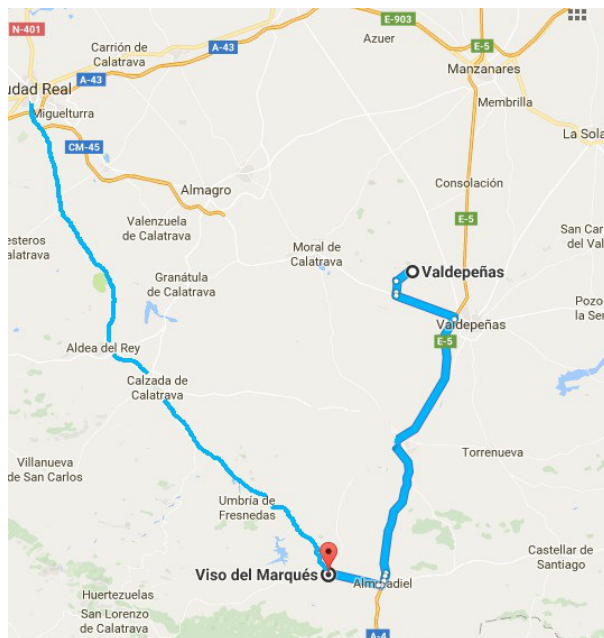 N-401
E-903
Azuer
Carrión de
Calatrava
A-43
E-5
Manzanares
A-43
udad Real
Miguelturra
Membrilla
La Sola
CM-45
Almagro
Consolación
Valenzuela
de Calatrava
E-5
San Car
del Val
esteros
alatrava
Moral de
Calatrava
Valdepeñas
Granátula
de Calatrava
Pozo
la Ser
Valdepeñas
E-5
Aldea del Rey
Calzada de
Calatrava
Torrenueva
Villanueva
de San Carlos
Umbría de
Fresnedas
Castellar de
Santiago
Viso del Marqués
Alm adiel
Huertezuelas
San Lorenzo
de Calatrava
A-4